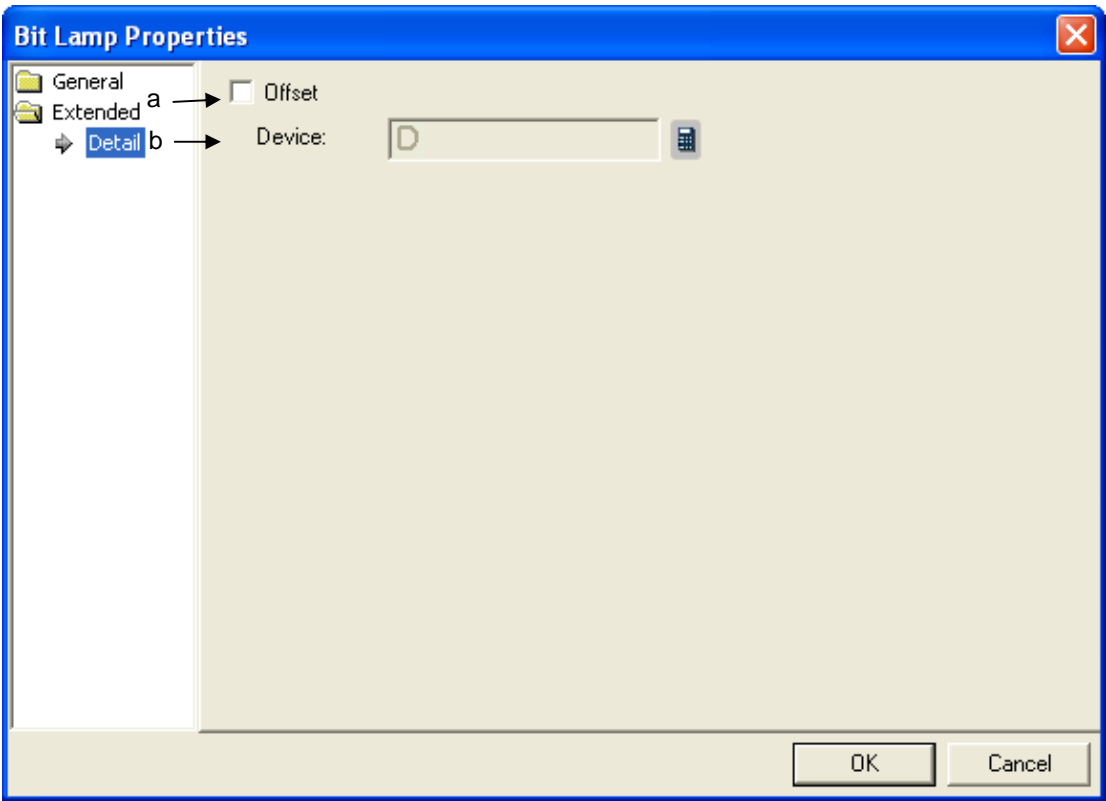 Bit Lamp Properties
General
Extended
Detail
a
b
Offset
Device:
D
OK
Cancel